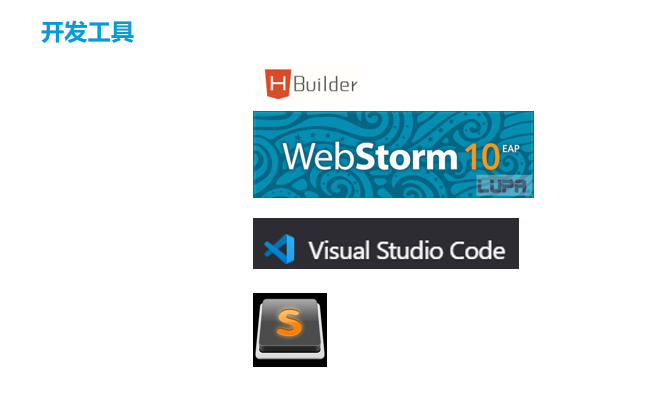 开发工具
HBuilder
WebStorm 10 EAP
LUPA
Visual Studio Code
S